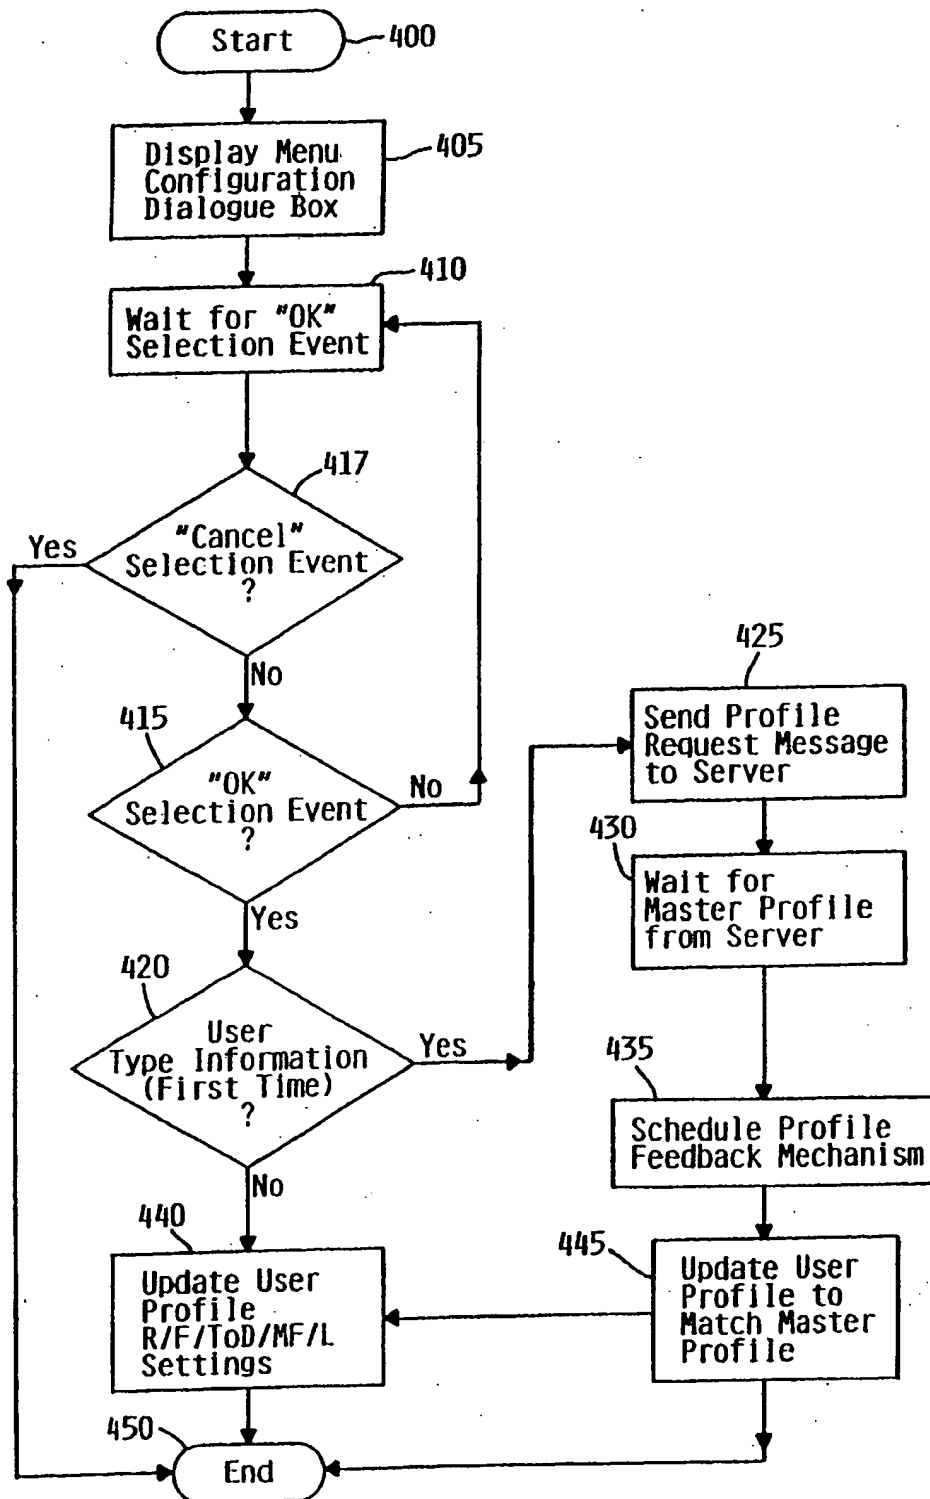 Start
400
Display Menu
Configuration
Dialogue Box
405
410
Wait for "OK"
Selection Event
417
"Cancel"
Selection Event
?
Yes
No
415
"OK"
Selection Event
?
No
Yes
420
User
Type Information
(First Time)
?
Yes
No
425
Send Profile
Request Message
to Server
430
Wait for
Master Profile
from Server
435
Schedule Profile
Feedback Mechanism
440
Update User
Profile
R/F/ToD/MF/L
Settings
445
Update User
Profile to
Match Master
Profile
450
End